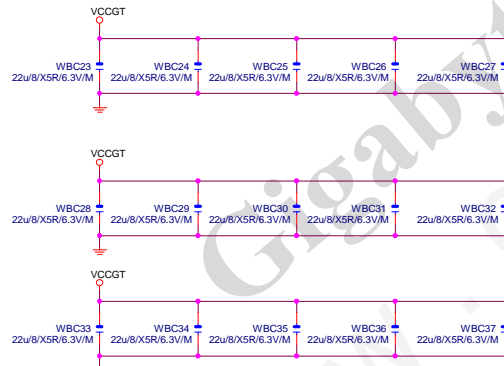 VCCGT
WBC23 WBC24 WBC25 WBC26 WBC27
22u/8/X5R/6.3V/M 22u/8/X5R/6.3V/M 22u/8/X5R/6.3V/M 22u/8/X5R/6.3V/M 22u/8/X5R/6.3V/M
VCCGT
WBC28 WBC29 WBC30 WBC31 WBC32
22u/8/X5R/6.3V/M 22u/8/X5R/6.3V/M 22u/8/X5R/6.3V/M 22u/8/X5R/6.3V/M 22u/8/X5R/6.3V/M
VCCGT
WBC33 WBC34 WBC35 WBC36 WBC37
22u/8/X5R/6.3V/M 22u/8/X5R/6.3V/M 22u/8/X5R/6.3V/M 22u/8/X5R/6.3V/M 22u/8/X5R/6.3V/M
Gigabyt